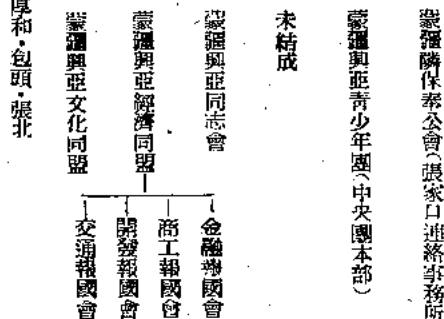 蒙疆隣保奉公會(張家口連絡事務所
蒙疆興亞靑少年團(中央團本部)
未結成
蒙疆興亞同志會
蒙疆興亞經濟同盟
金融報國會
商工報國會
開發報國會
交通報國會
蒙疆興亞文化同盟
厚和・包頭・張北